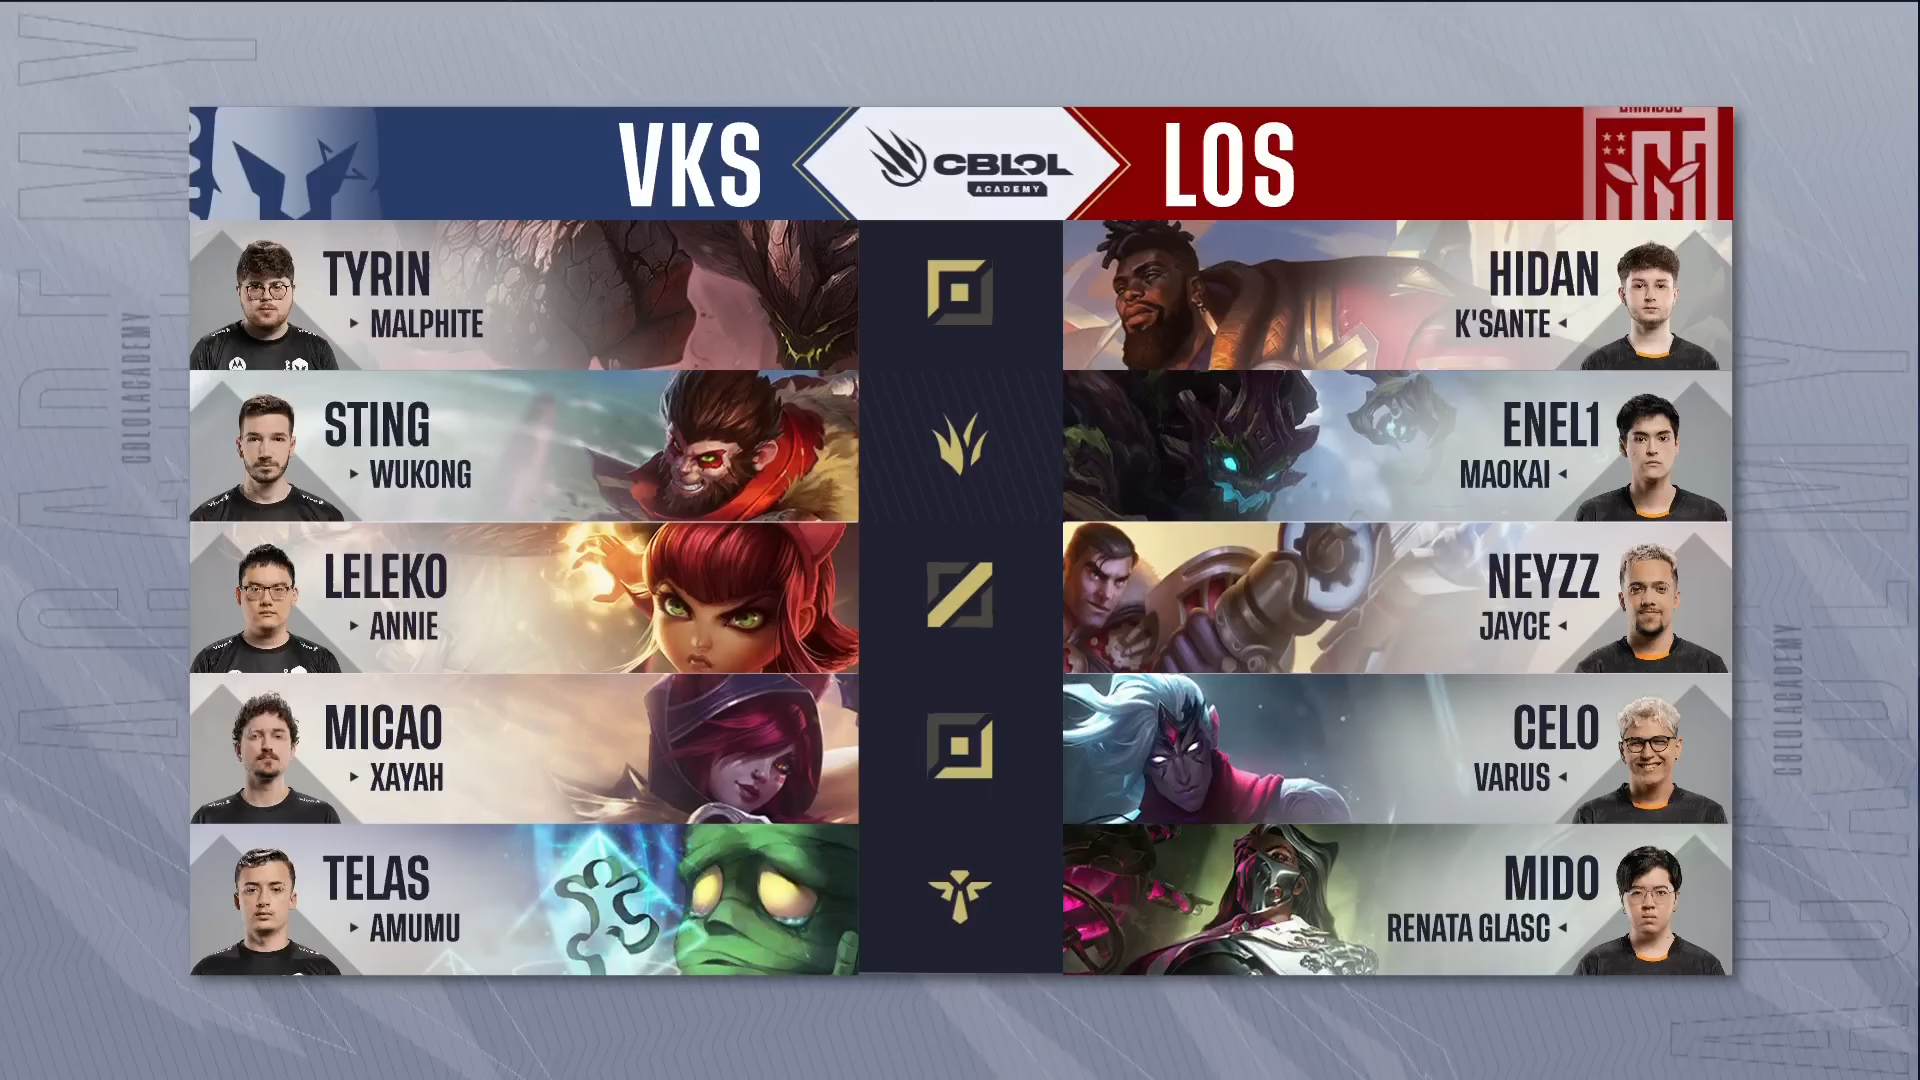 VKS
CBLOL
ACADEMY
LOS
TYRIN
MALPHITE
HIDAN
K'SANTE
STING
WUKONG
ENEL1
MAOKAI
LELEKO
ANNIE
NEYZZ
JAYCE
MICAO
XAYAH
CELO
VARUS
TELAS
AMUMU
MIDO
RENATA GLASC
CBLOLACADEMY
CBLOLACADEMY